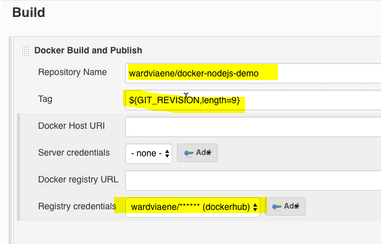 Build
Docker Build and Publish
Repository Name
wardviaene/docker-nodejs-demo
Tag
${GIT_REVISION,length=9}
Docker Host URI
Server credentials
- none -
Add
Docker registry URL
Registry credentials
wardviaene/****** (dockerhub)
Add